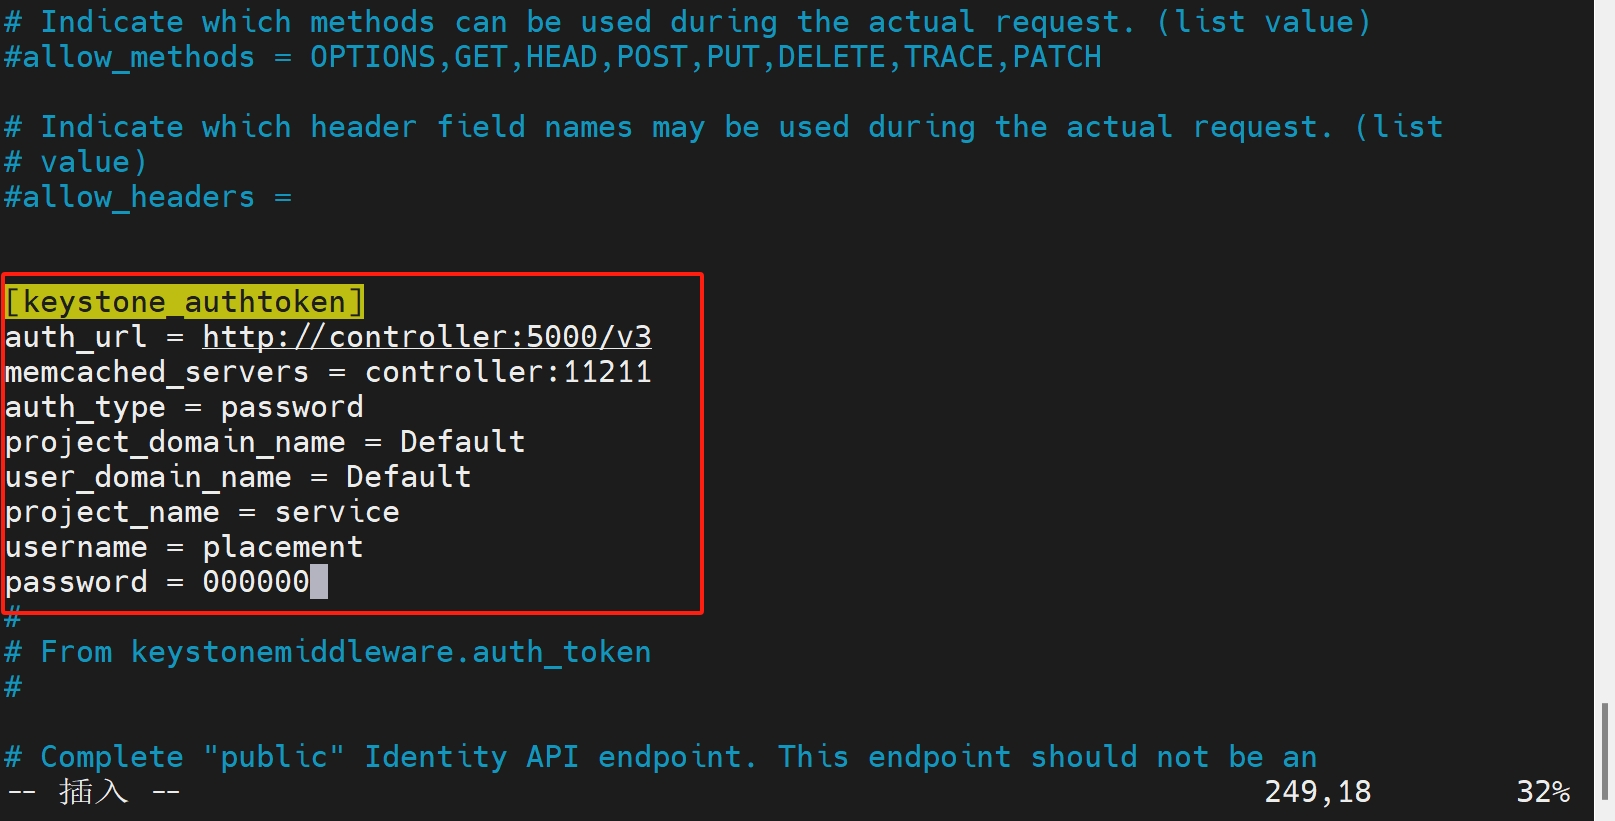 # Indicate which methods can be used during the actual request. (list value)
#allow_methods = OPTIONS,GET,HEAD,POST,PUT,DELETE,TRACE,PATCH
# Indicate which header field names may be used during the actual request. (list
# value)
#allow_headers =
[keystone_authtoken]
auth_url = http://controller:5000/v3
memcached_servers = controller:11211
auth_type = password
project_domain_name = Default
user_domain_name = Default
project_name = service
username = placement
password = 000000
#
# From keystonemiddleware.auth_token
#
# Complete "public" Identity API endpoint. This endpoint should not be an
-- 插入 -- 249,18 32%